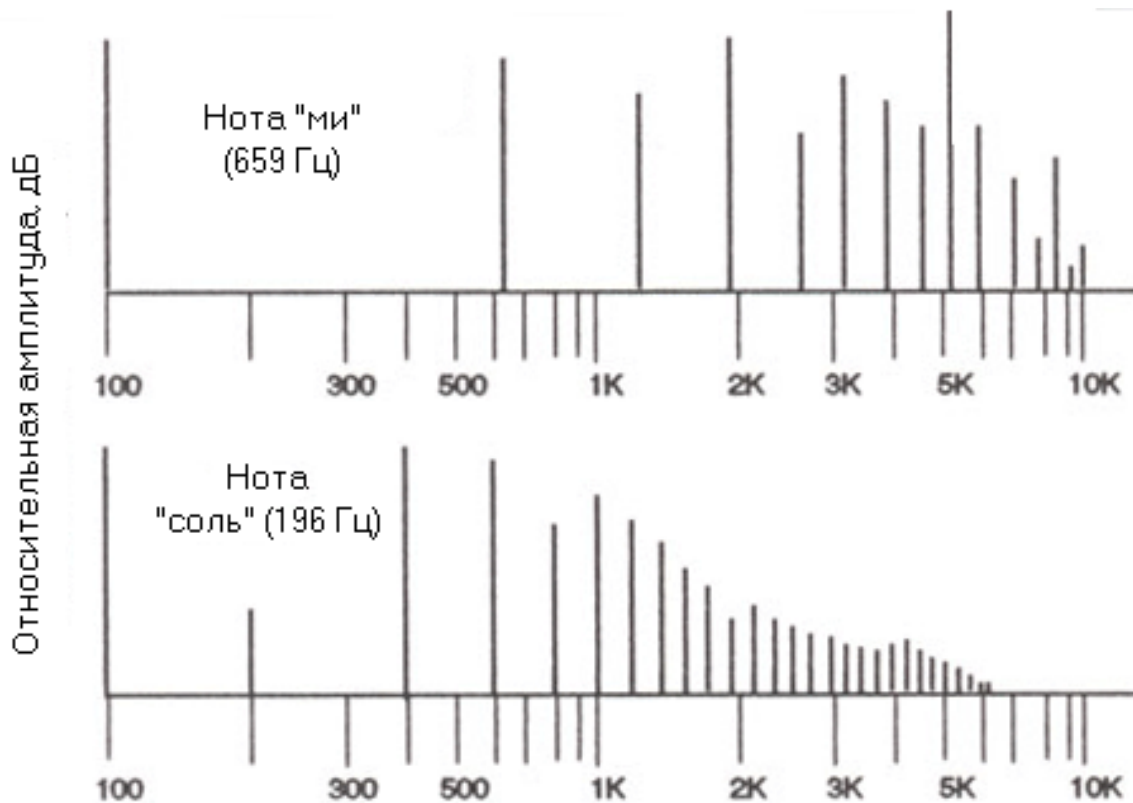 Относительная амплитуда, дБ
Нота "ми"
(659 Гц)
100 300 500 1K 2K 3K 5K 10K
Нота
"соль" (196 Гц)
100 300 500 1K 2K 3K 5K 10K